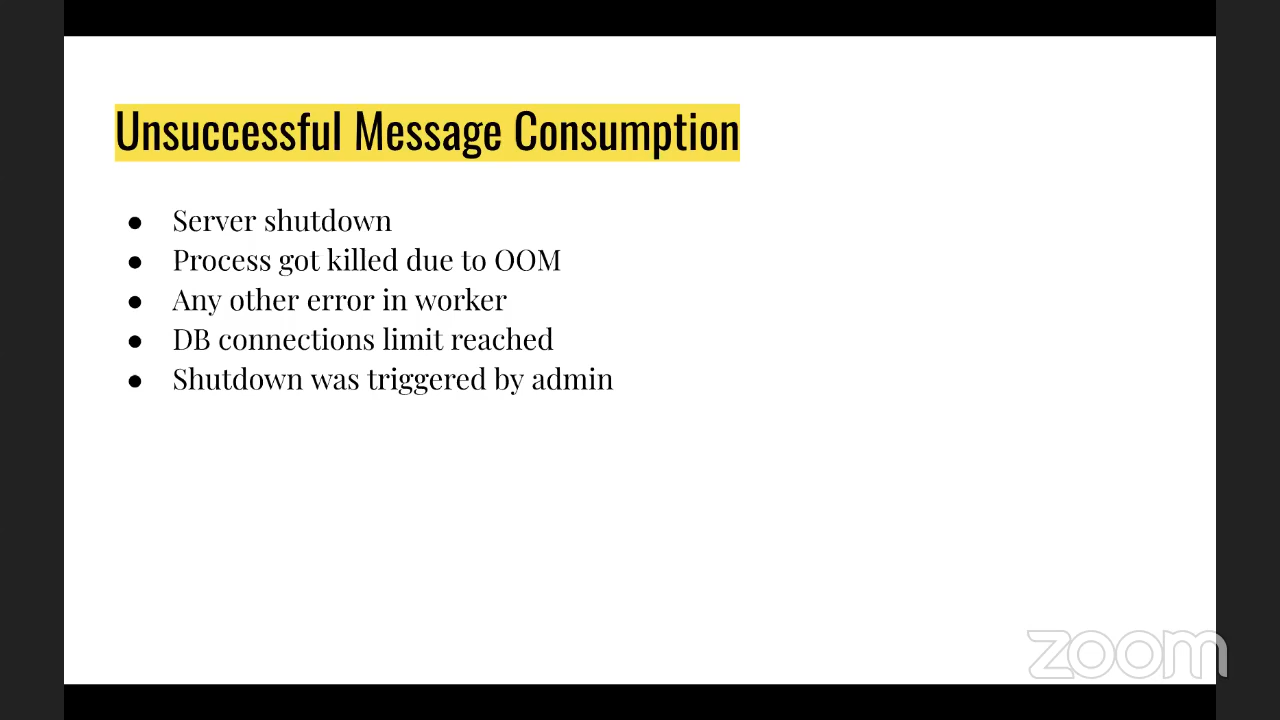 Unsuccessful Message Consumption
● Server shutdown
● Process got killed due to OOM
● Any other error in worker
● DB connections limit reached
● Shutdown was triggered by admin
zoom